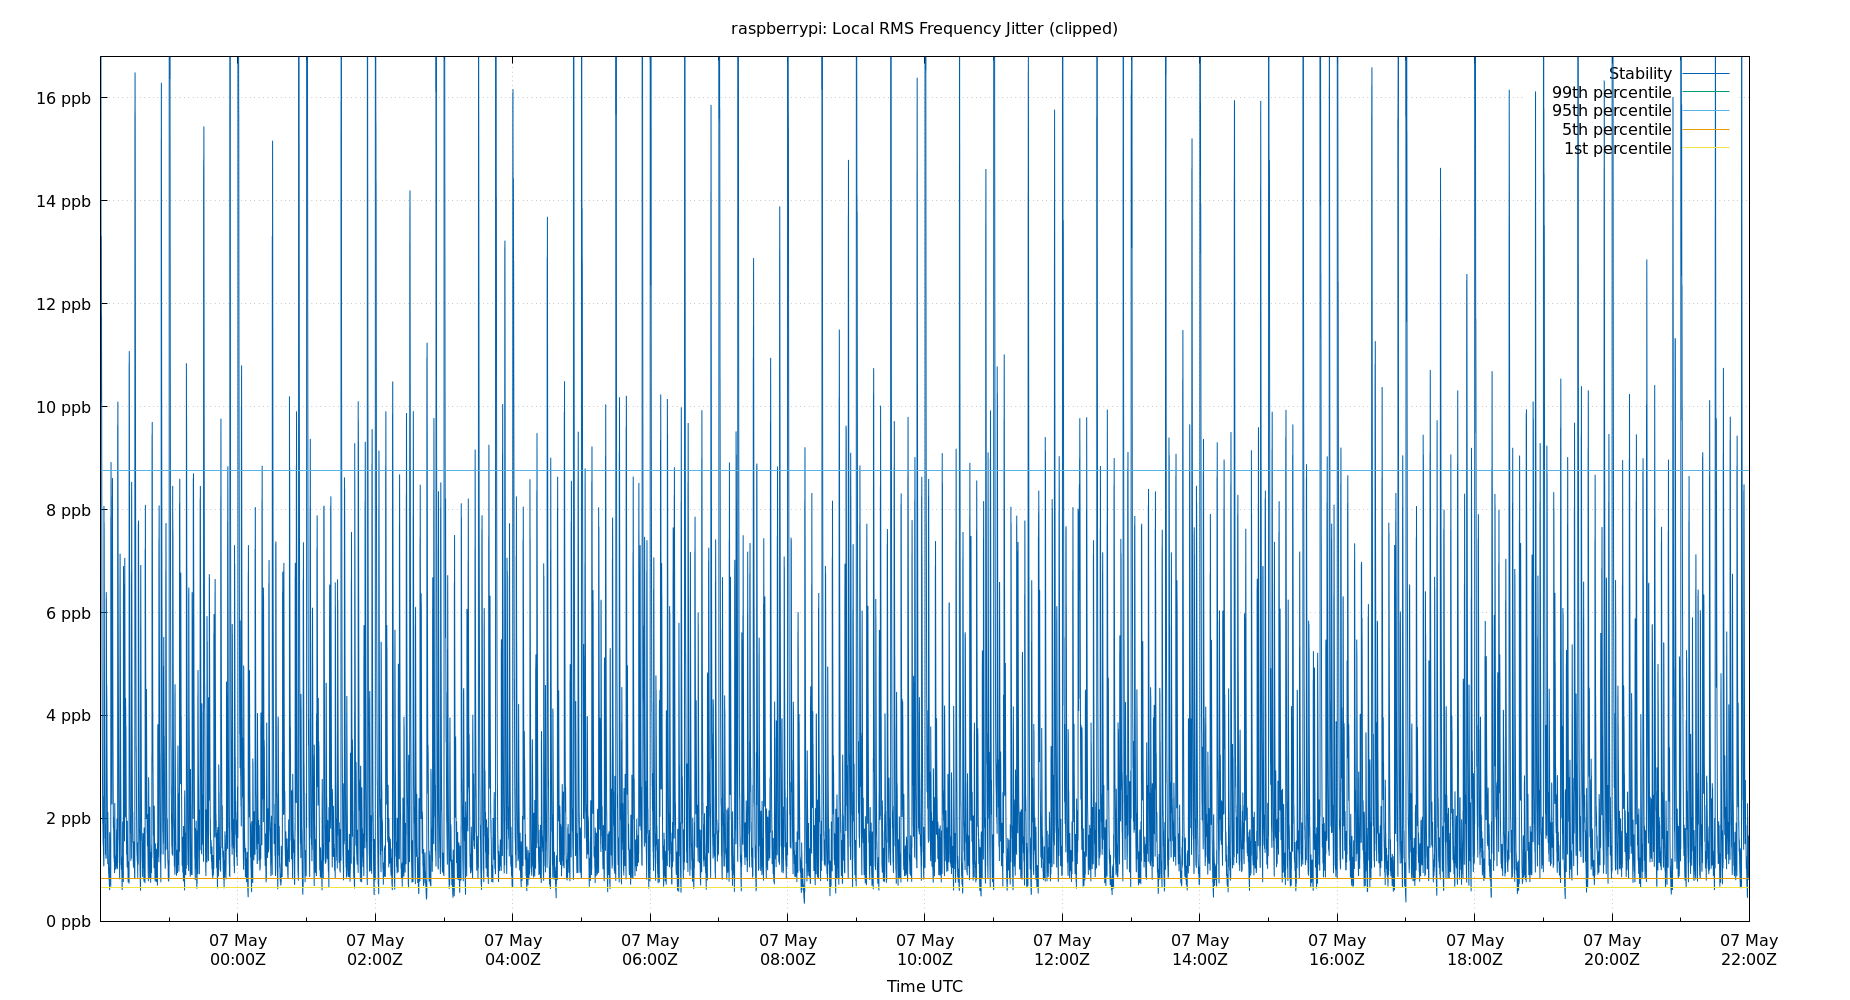 raspberrypi: Local RMS Frequency Jitter (clipped)
Stability
99th percentile
95th percentile
5th percentile
1st percentile
16 ppb
14 ppb
12 ppb
10 ppb
8 ppb
6 ppb
4 ppb
2 ppb
0 ppb
07 May 07 May 07 May 07 May 07 May 07 May 07 May 07 May 07 May 07 May 07 May 07 May
00:00Z 02:00Z 04:00Z 06:00Z 08:00Z 10:00Z 12:00Z 14:00Z 16:00Z 18:00Z 20:00Z 22:00Z
Time UTC